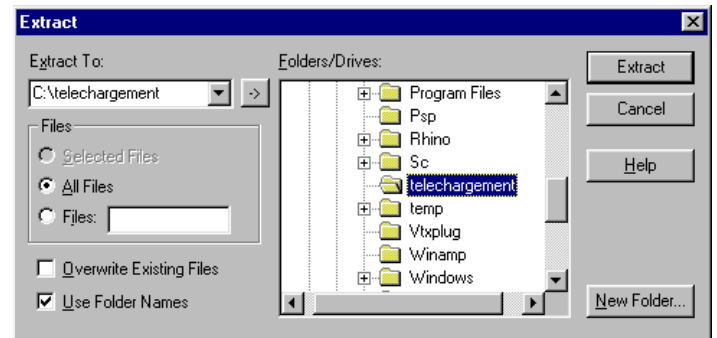 Extract
Extract To:
C:\telechargement
->
Files
Selected Files
All Files
Files:
Overwrite Existing Files
Use Folder Names
Folders/Drives:
Program Files
Psp
Rhino
Sc
telechargement
temp
Vtxplug
Winamp
Windows
Extract
Cancel
Help
New Folder...